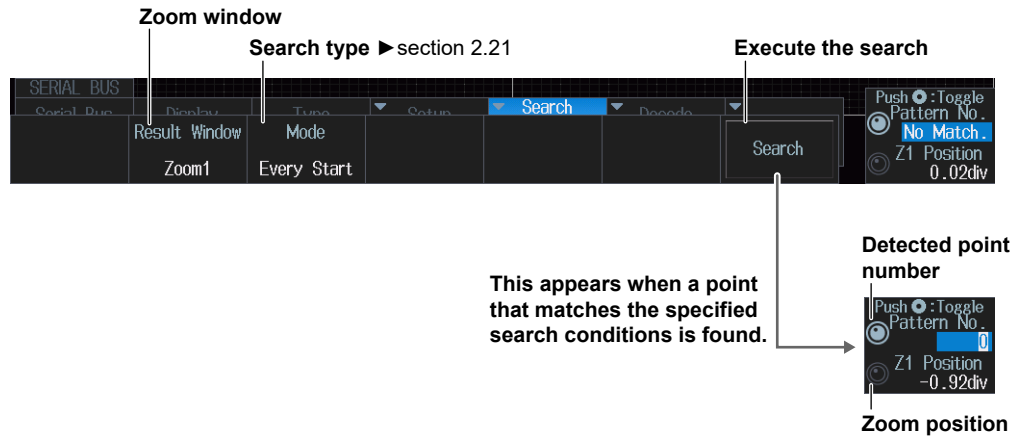 Zoom window
Search type ►section 2.21
Execute the search
SERIAL BUS
Serial Bus Display Type Setup Search Decode
Push :Toggle
Pattern No.
No Match.
Z1 Position
0.02div
Result Window
Zoom1
Mode
Every Start
Search
Detected point
number
This appears when a point
that matches the specified
search conditions is found.
Push :Toggle
Pattern No.
0
Z1 Position
-0.92div
Zoom position